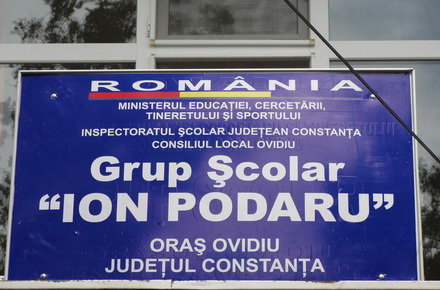 ROMÂNIA
MINISTERUL EDUCAŢIEI, CERCETĂRII,
TINERETULUI ŞI SPORTULUI
INSPECTORATUL ŞCOLAR JUDEŢEAN CONSTANŢA
CONSILIUL LOCAL OVIDIU
Grup Şcolar
“ION PODARU”
ORAŞ OVIDIU
JUDEŢUL CONSTANŢA